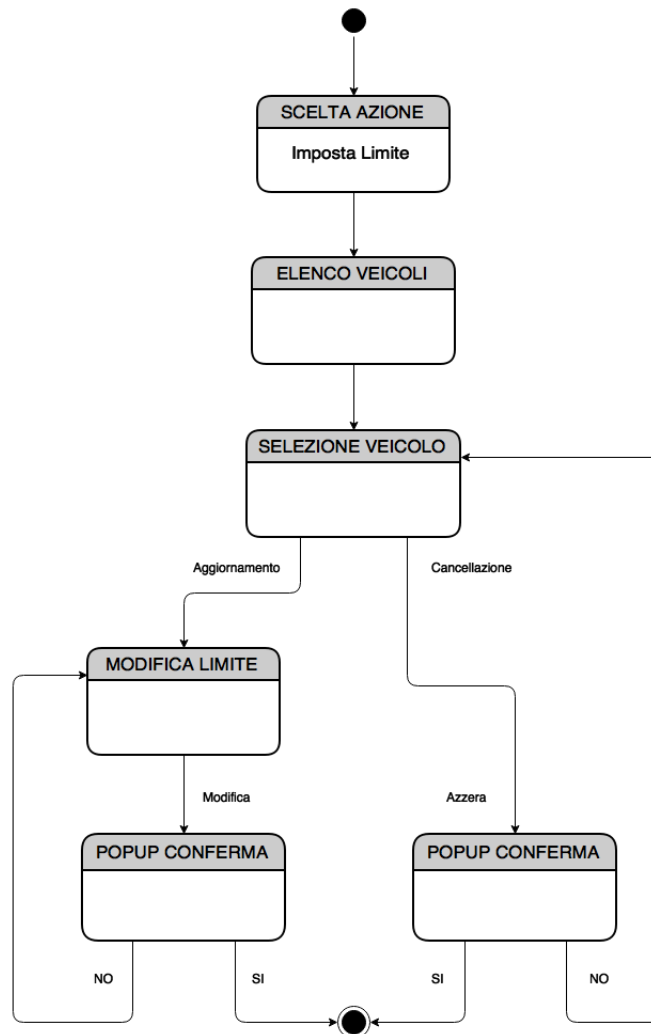 SCELTA AZIONE
Imposta Limite
ELENCO VEICOLI
SELEZIONE VEICOLO
Aggiornamento
Cancellazione
MODIFICA LIMITE
Modifica
Azzera
POPUP CONFERMA
POPUP CONFERMA
NO
SI
SI
NO